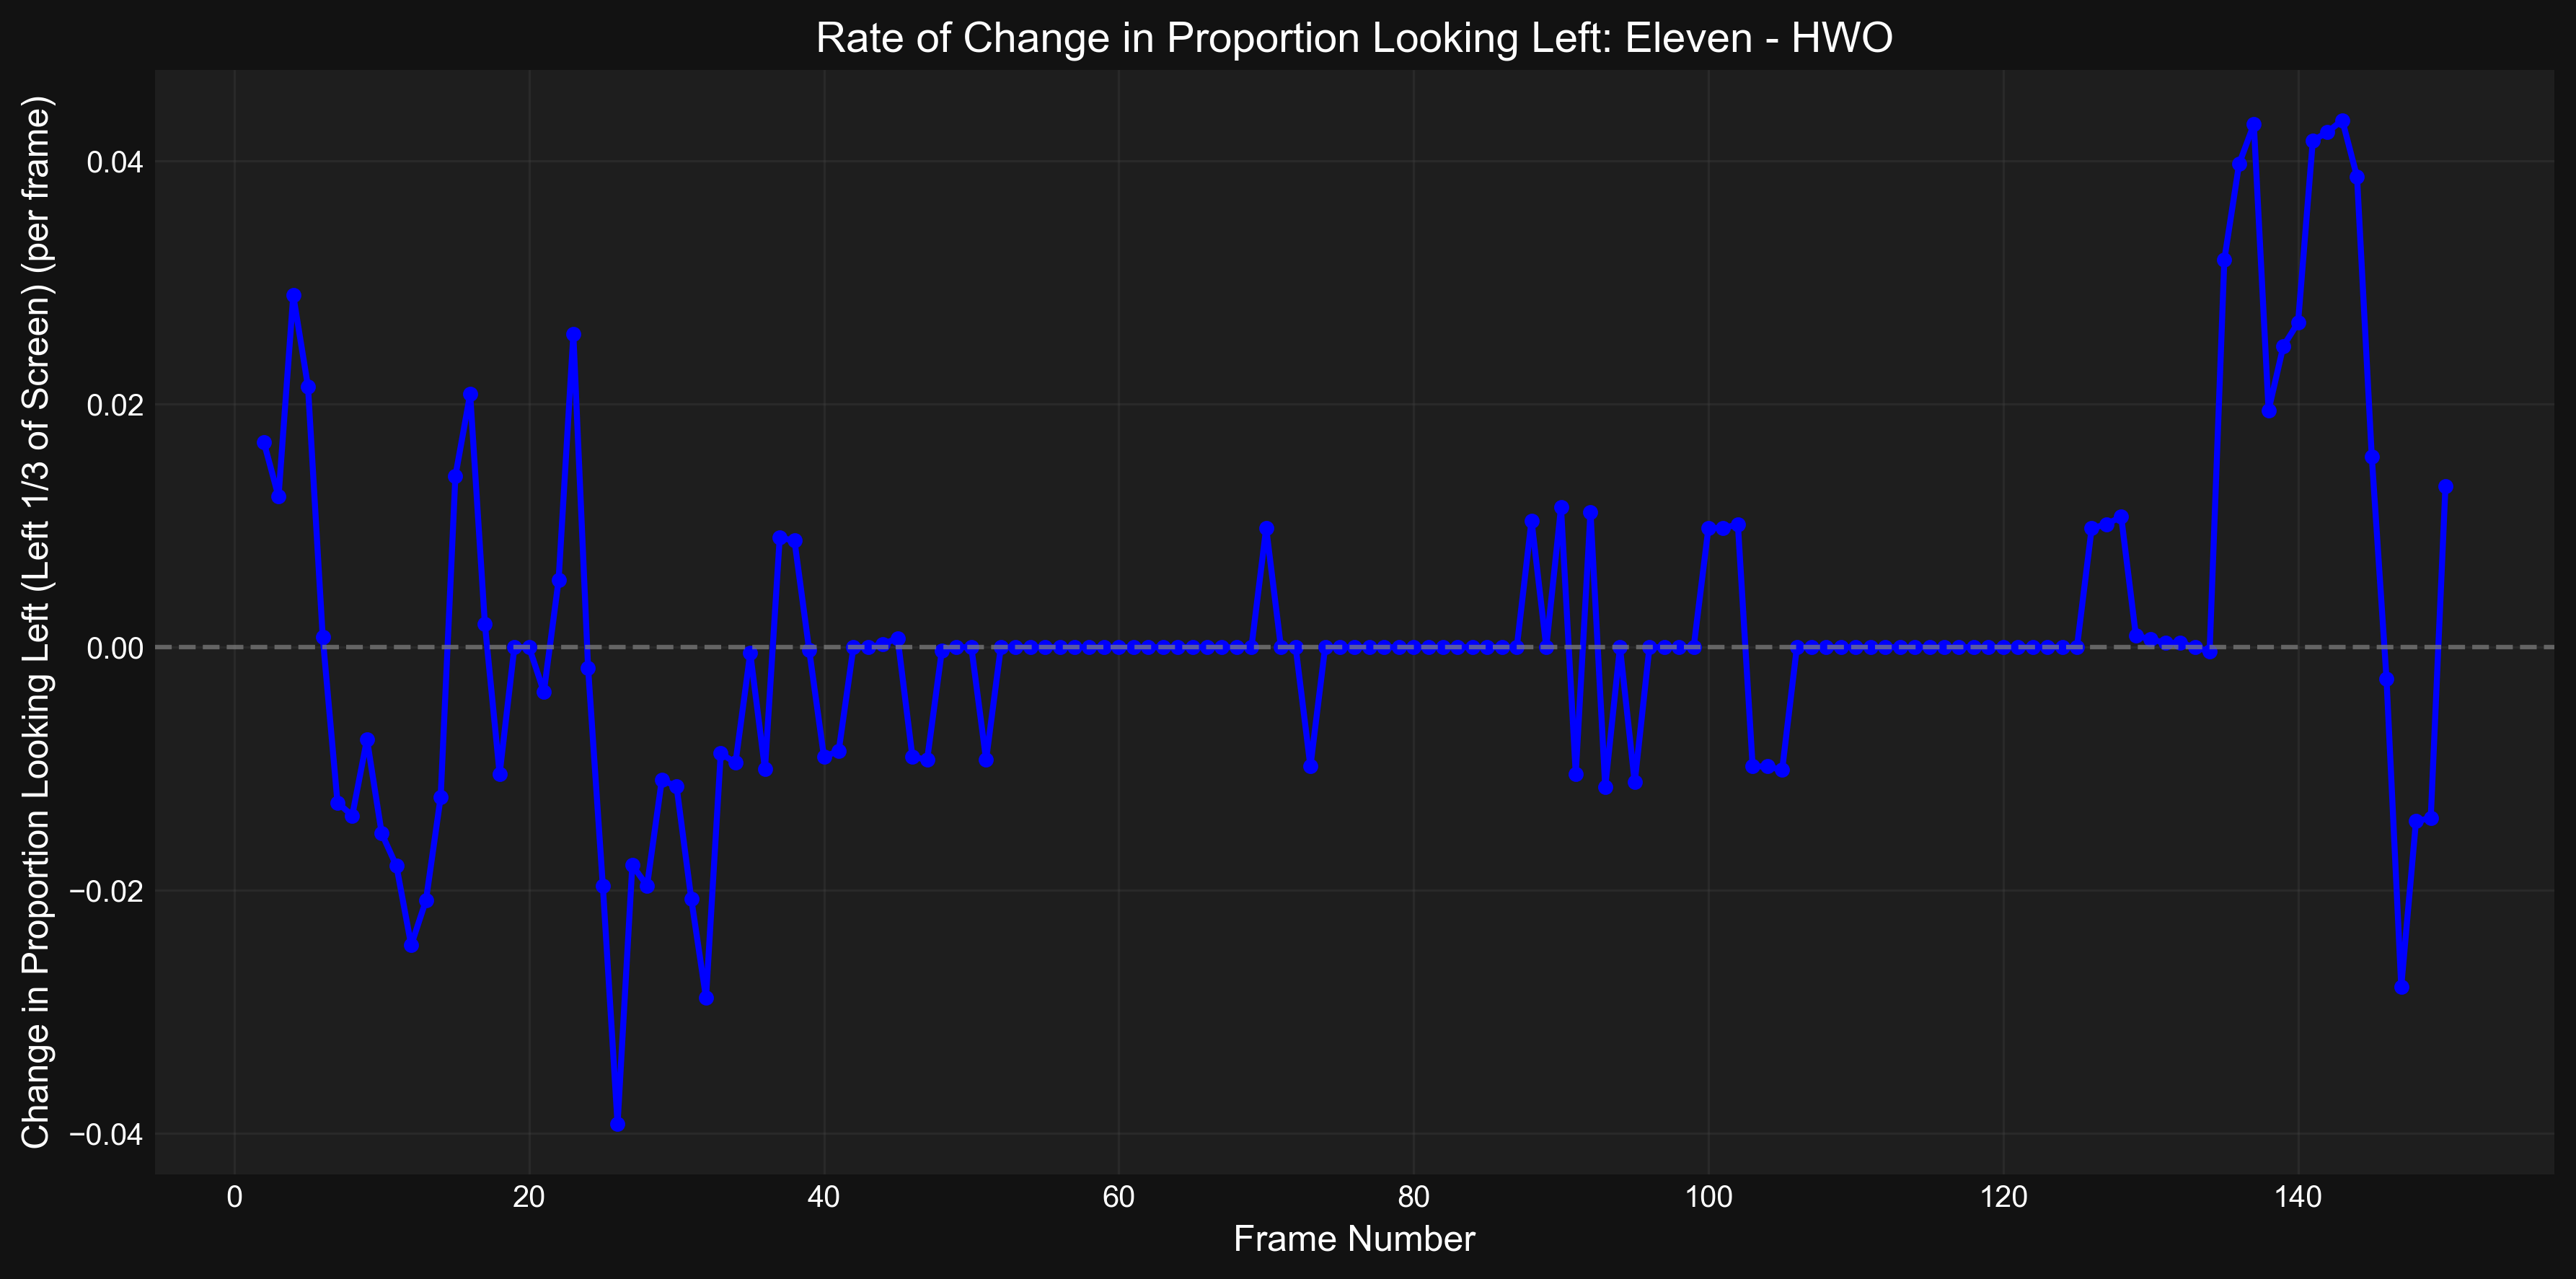 Rate of Change in Proportion Looking Left: Eleven - HWO
Change in Proportion Looking Left (Left 1/3 of Screen) (per frame)
0.04
0.02
0.00
−0.02
−0.04
0 20 40 60 80 100 120 140
Frame Number